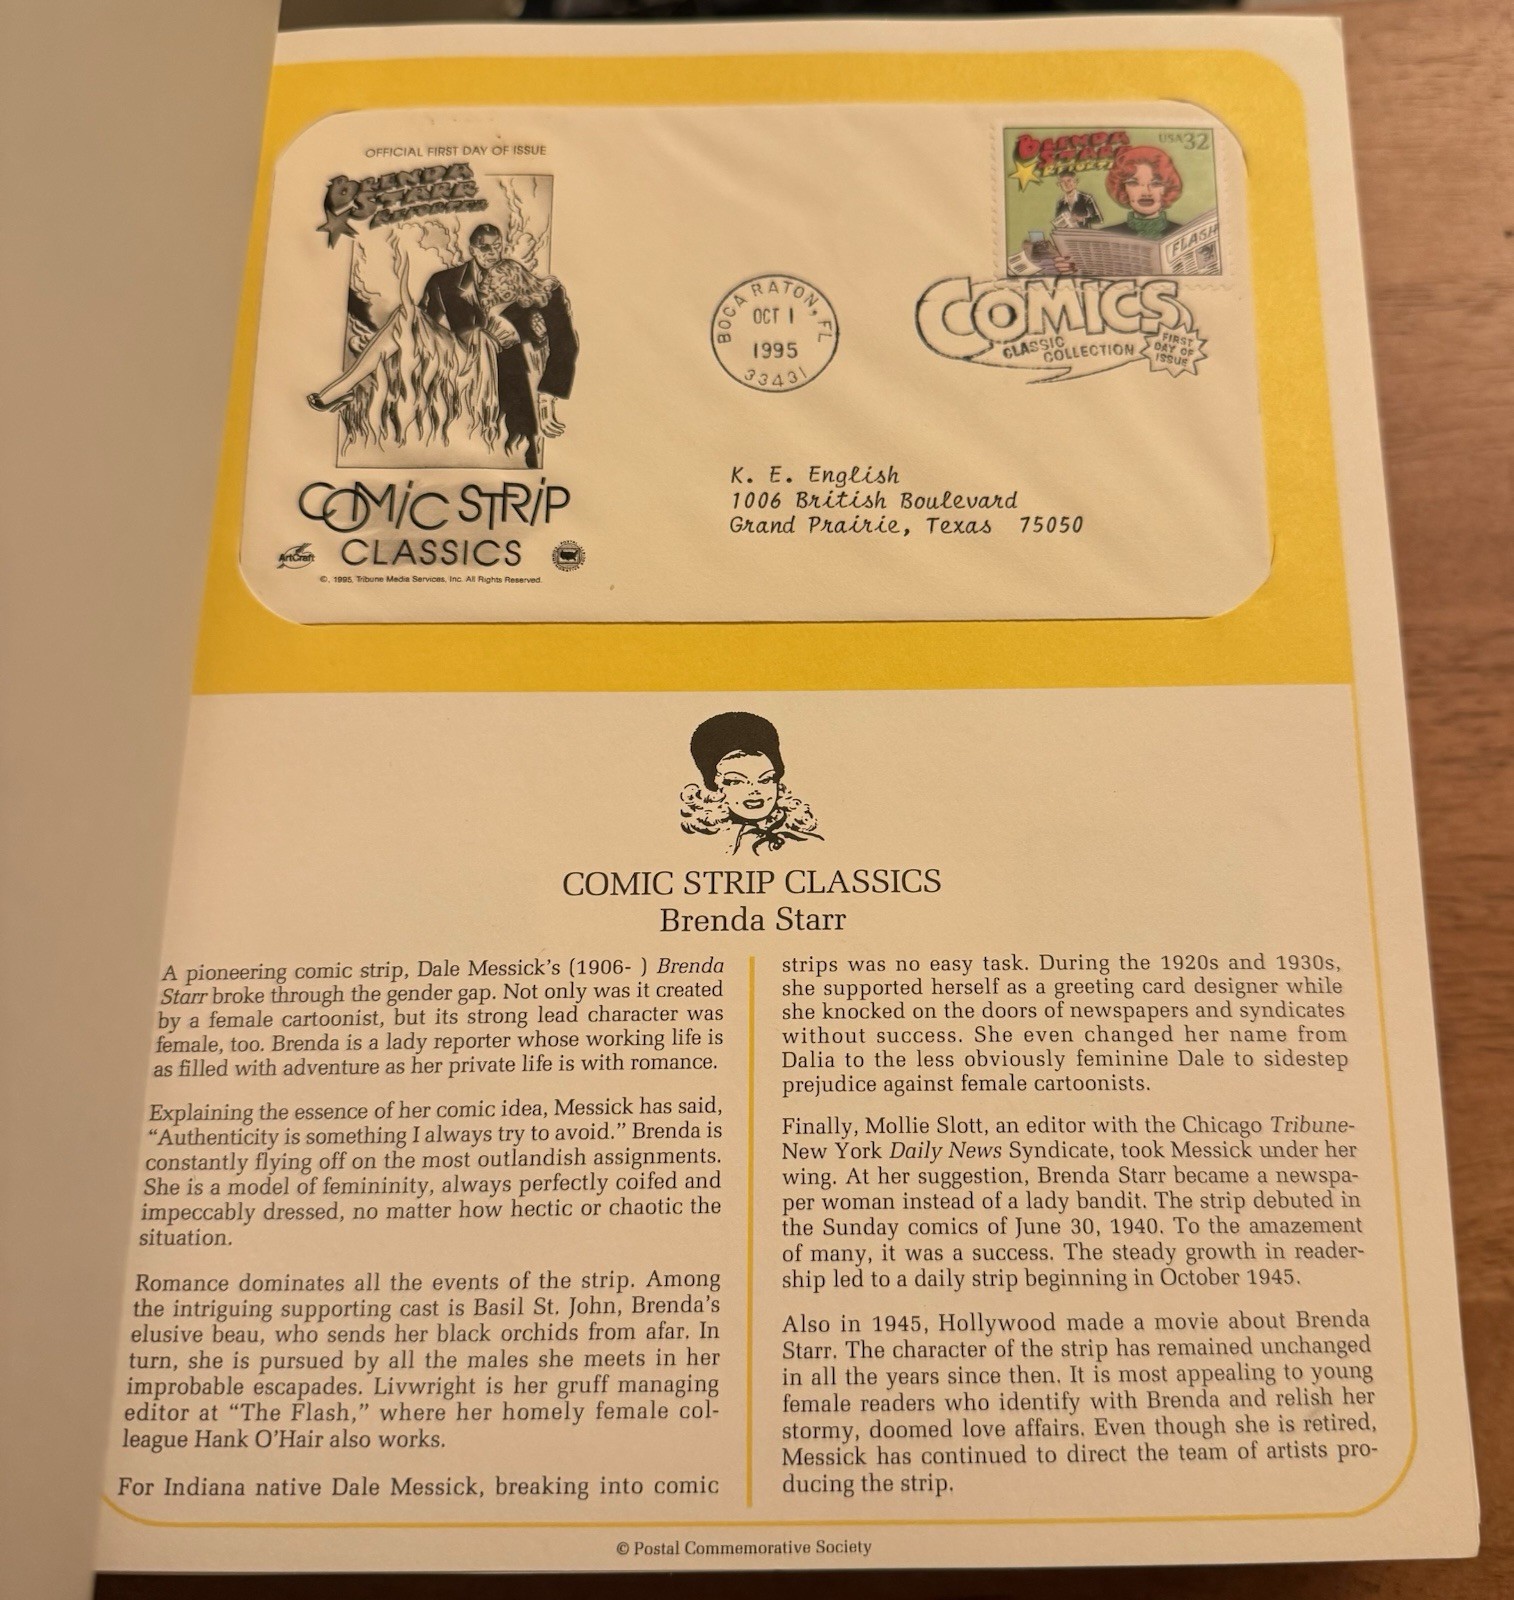 OFFICIAL FIRST DAY OF ISSUE
BRENDA
STARR
REPORTER
BRENDA
STARR
REPORTER
USA 32
FLASH
BOCA RATON, FL
OCT 1
1995
33431
COMICS
CLASSIC
COLLECTION
FIRST
DAY OF
ISSUE
K. E. English
1006 British Boulevard
Grand Prairie, Texas 75050
COMiC STRiP
CLASSICS
ArtCraft
©, 1995, Tribune Media Services, Inc. All Rights Reserved.
COMIC STRIP CLASSICS
Brenda Starr
A pioneering comic strip, Dale Messick's (1906- ) Brenda
Starr broke through the gender gap. Not only was it created
by a female cartoonist, but its strong lead character was
female, too. Brenda is a lady reporter whose working life is
as filled with adventure as her private life is with romance.
Explaining the essence of her comic idea, Messick has said,
“Authenticity is something I always try to avoid.” Brenda is
constantly flying off on the most outlandish assignments.
She is a model of femininity, always perfectly coifed and
impeccably dressed, no matter how hectic or chaotic the
situation.
Romance dominates all the events of the strip. Among
the intriguing supporting cast is Basil St. John, Brenda's
elusive beau, who sends her black orchids from afar. In
turn, she is pursued by all the males she meets in her
improbable escapades. Livwright is her gruff managing
editor at “The Flash,” where her homely female col-
league Hank O'Hair also works.
For Indiana native Dale Messick, breaking into comic
strips was no easy task. During the 1920s and 1930s,
she supported herself as a greeting card designer while
she knocked on the doors of newspapers and syndicates
without success. She even changed her name from
Dalia to the less obviously feminine Dale to sidestep
prejudice against female cartoonists.
Finally, Mollie Slott, an editor with the Chicago Tribune-
New York Daily News Syndicate, took Messick under her
wing. At her suggestion, Brenda Starr became a newspa-
per woman instead of a lady bandit. The strip debuted in
the Sunday comics of June 30, 1940. To the amazement
of many, it was a success. The steady growth in reader-
ship led to a daily strip beginning in October 1945.
Also in 1945, Hollywood made a movie about Brenda
Starr. The character of the strip has remained unchanged
in all the years since then. It is most appealing to young
female readers who identify with Brenda and relish her
stormy, doomed love affairs. Even though she is retired,
Messick has continued to direct the team of artists pro-
ducing the strip.
© Postal Commemorative Society